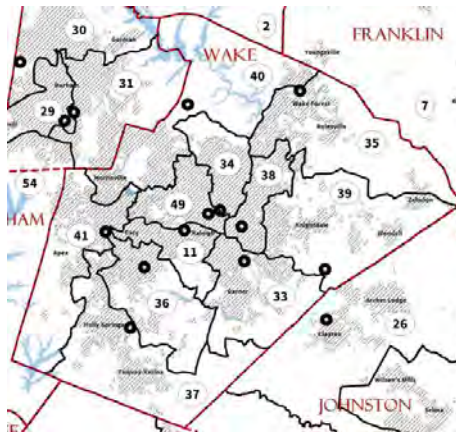 30
2
FRANKLIN
WAKE
Youngsville
31
40
Durham
Wake Forest
7
29
Rolesville
35
34
38
54
Morrisville
39
Zebulon
49
HAM
Knightdale
Wendell
41
Cary
Raleigh
Apex
11
Garner
33
Archer Lodge
36
26
Holly Springs
Clayton
Fuquay-Varina
Wilson's Mills
37
Selma
JOHNSTON